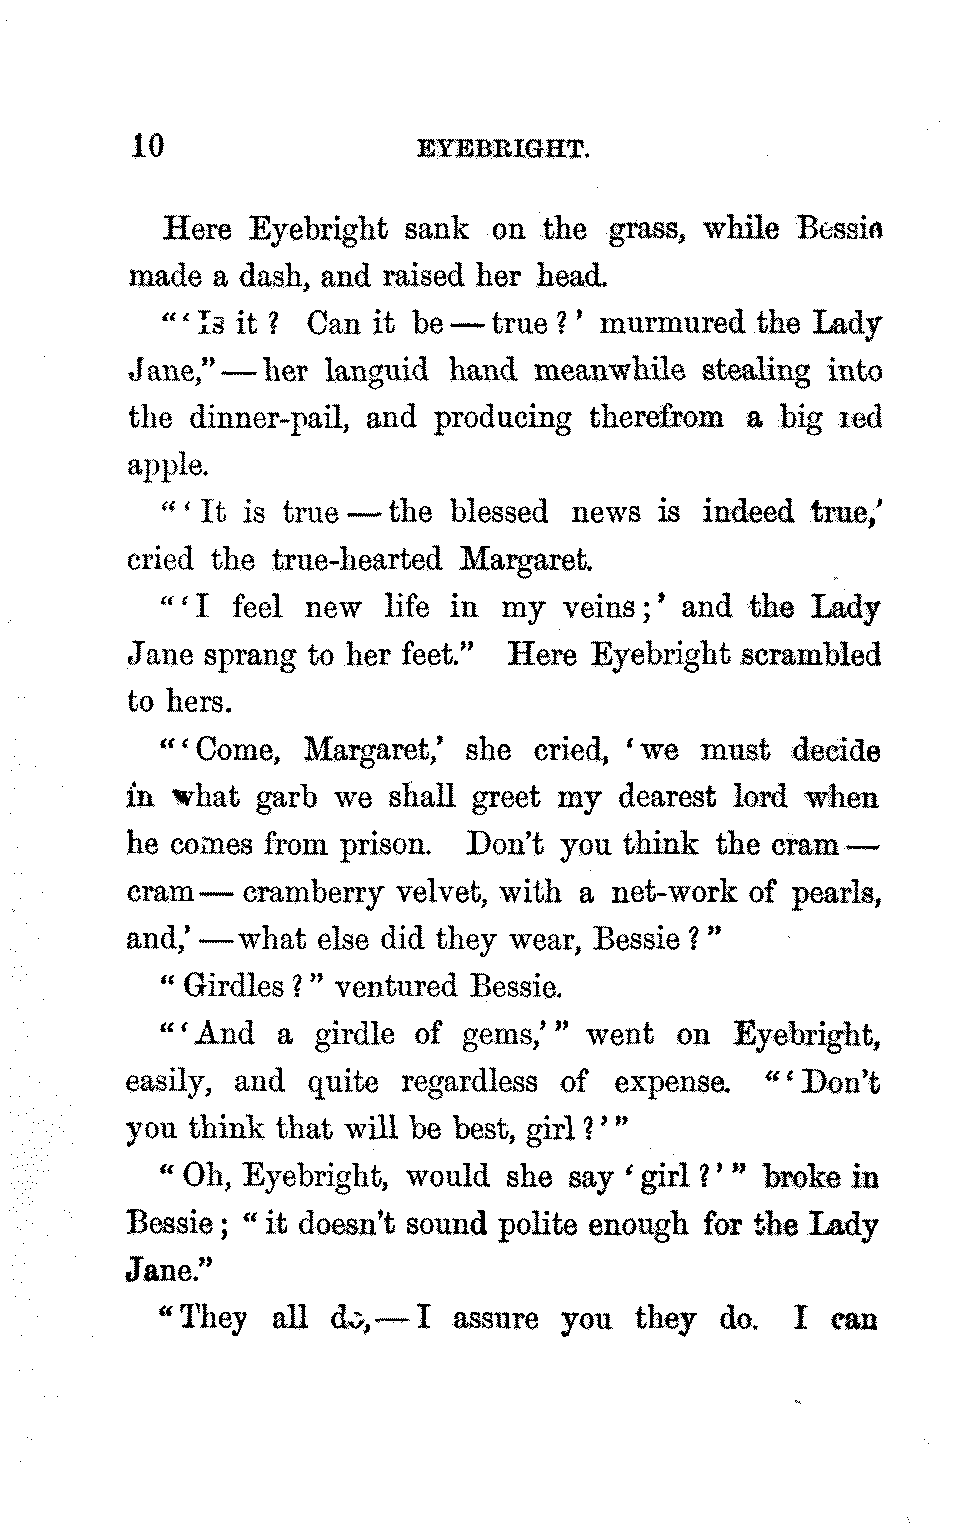 10 EYEBRIGHT.
Here Eyebright sank on the grass, while Bessie
made a dash, and raised her head.
"'Is it? Can it be—true?' murmured the Lady
Jane,"—her languid hand meanwhile stealing into
the dinner-pail, and producing therefrom a big red
apple.
"'It is true—the blessed news is indeed true,'
cried the true-hearted Margaret.
"'I feel new life in my veins;' and the Lady
Jane sprang to her feet." Here Eyebright scrambled
to hers.
"'Come, Margaret,' she cried, 'we must decide
in what garb we shall greet my dearest lord when
he comes from prison. Don't you think the cram—
cram—cramberry velvet, with a net-work of pearls,
and,'—what else did they wear, Bessie?"
"Girdles?" ventured Bessie.
"'And a girdle of gems,'" went on Eyebright,
easily, and quite regardless of expense. "'Don't
you think that will be best, girl?'"
"Oh, Eyebright, would she say 'girl?'" broke in
Bessie; "it doesn't sound polite enough for the Lady
Jane."
"They all do,—I assure you they do. I can